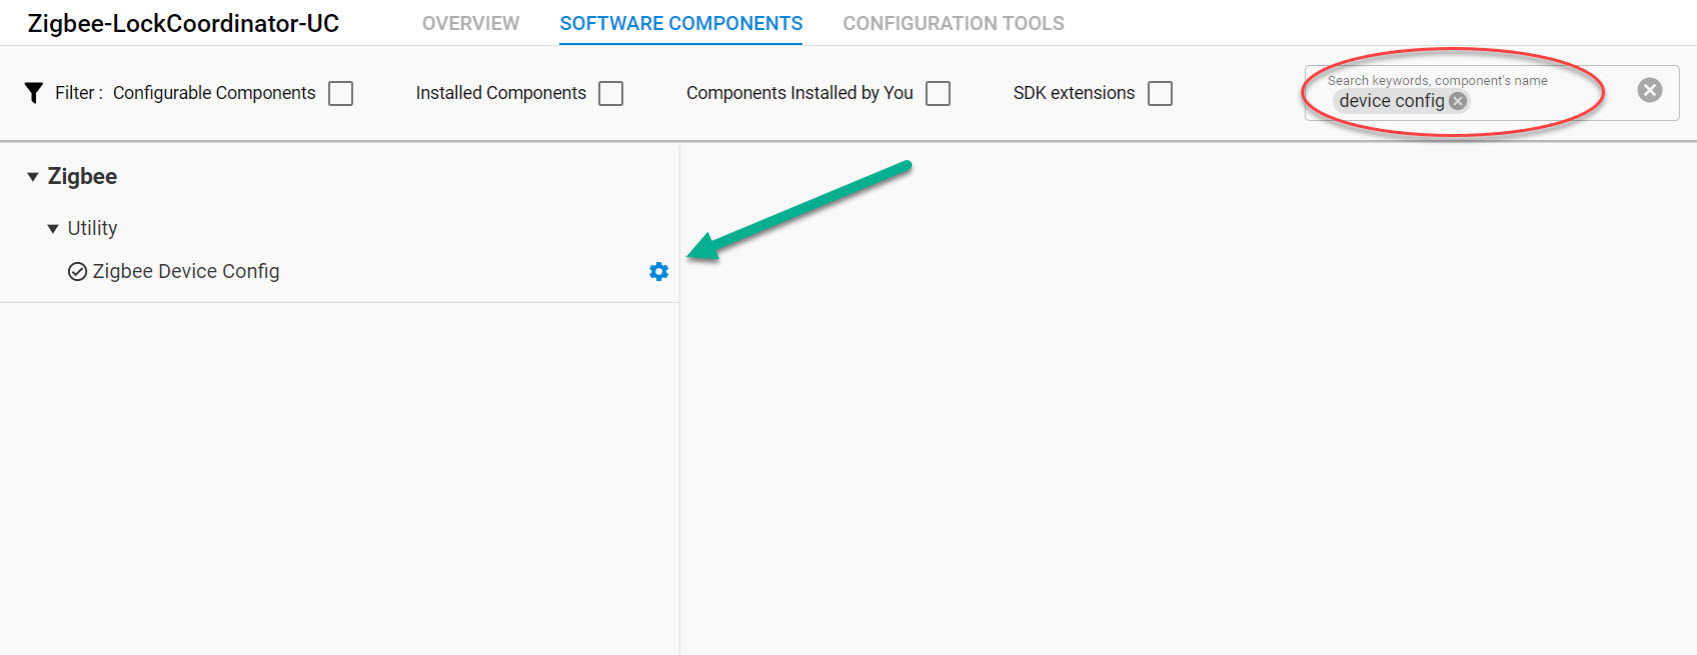 Zigbee-LockCoordinator-UC OVERVIEW SOFTWARE COMPONENTS CONFIGURATION TOOLS
Filter : Configurable Components Installed Components Components Installed by You SDK extensions
Search keywords, component's name
device config
Zigbee
Utility
Zigbee Device Config